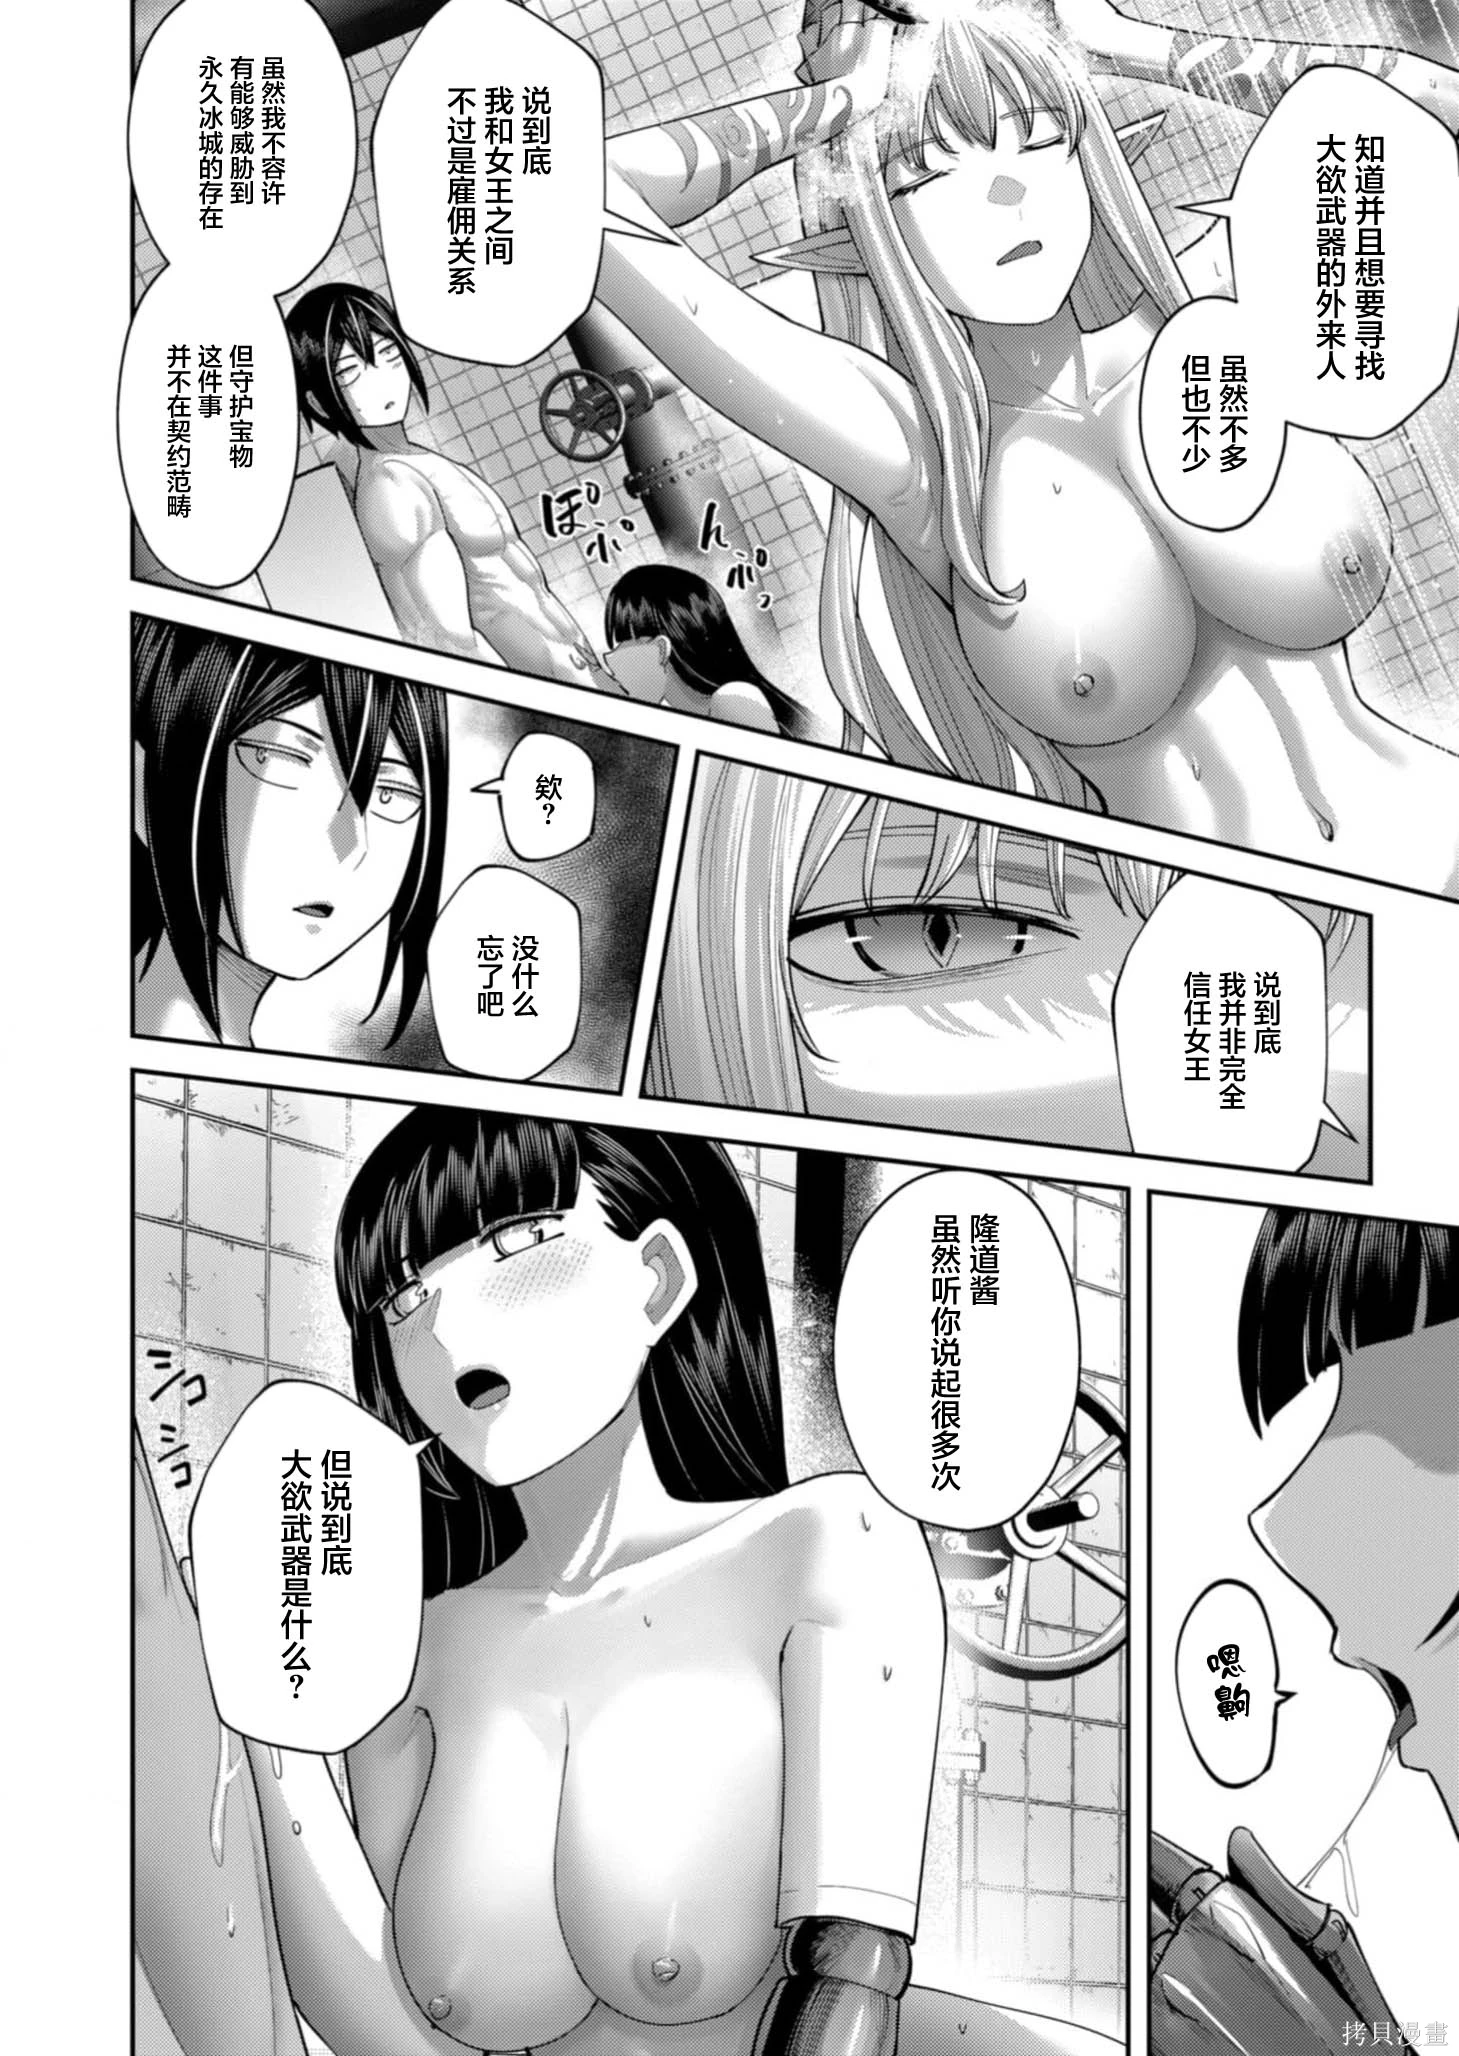 知道并且想要寻找
大欲武器的外来人
虽然不多
但也不少
说到底
我和女王之间
不过是雇佣关系
虽然我不容许
有能够威胁到
永久冰城的存在
但守护宝物
这件事
并不在契约范畴
ぽんぽぽぽっ
说到底
我并非完全
信任女王
欸?
没什么
忘了吧
嗯
隆道酱
虽然听你说起很多次
但说到底
大欲武器是什么?
シコ
シコ
拷貝漫畫